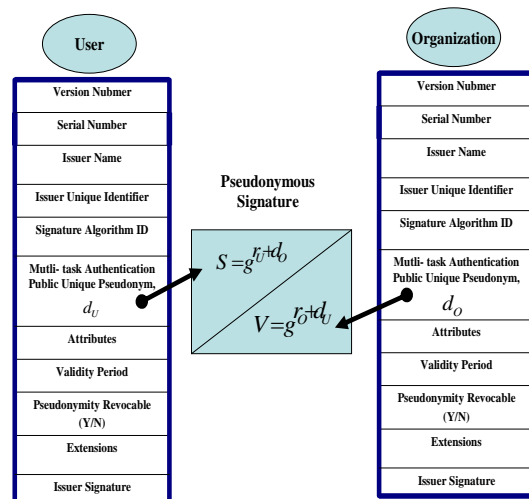 User
Version Nubmer
Serial Number
Issuer Name
Issuer Unique Identifier
Signature Algorithm ID
Mutli- task Authentication
Public Unique Pseudonym,
d_U
Attributes
Validity Period
Pseudonymity Revocable
(Y/N)
Extensions
Issuer Signature
Pseudonymous
Signature
S=g^{r_U+d_O}
V=g^{r_O+d_U}
Organization
Version Nubmer
Serial Number
Issuer Name
Issuer Unique Identifier
Signature Algorithm ID
Mutli- task Authentication
Public Unique Pseudonym,
d_O
Attributes
Validity Period
Pseudonymity Revocable
(Y/N)
Extensions
Issuer Signature